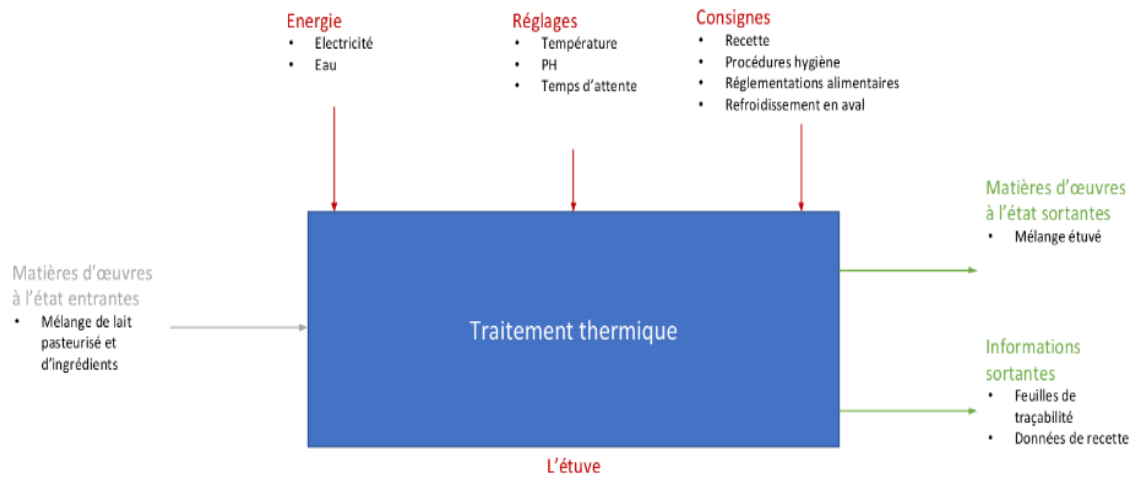 Energie
• Electricité
• Eau
Réglages
• Température
• PH
• Temps d'attente
Consignes
• Recette
• Procédures hygiène
• Réglementations alimentaires
• Refroidissement en aval
Matières d'œuvres
à l'état entrantes
• Mélange de lait
pasteurisé et
d'ingrédients
Traitement thermique
L'étuve
Matières d'œuvres
à l'état sortantes
• Mélange étuvé
Informations
sortantes
• Feuilles de
traçabilité
• Données de recette